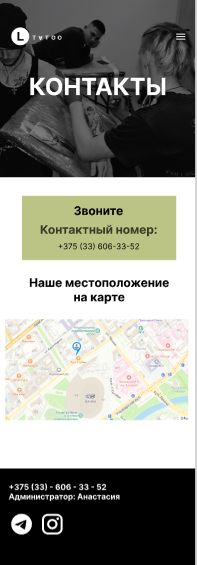 L TATOO
КОНТАКТЫ
Звоните
Контактный номер:
+375 (33) 606-33-52
Наше местоположение
на карте
+375 (33) - 606 - 33 - 52
Администратор: Анастасия